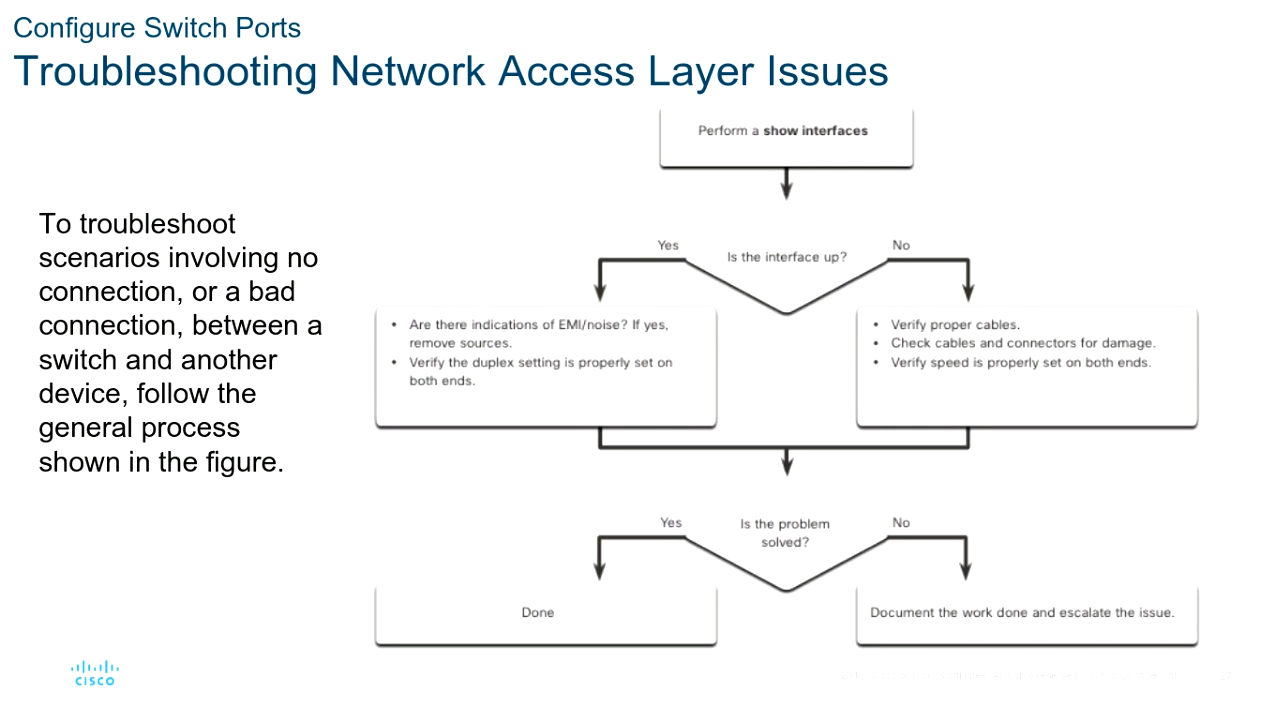 Configure Switch Ports
Troubleshooting Network Access Layer Issues
Perform a show interfaces
To troubleshoot
scenarios involving no
connection, or a bad
connection, between a
switch and another
device, follow the
general process
shown in the figure.
Yes
Is the interface up?
No
• Are there indications of EMI/noise? If yes,
remove sources.
• Verify the duplex setting is properly set on
both ends.
• Verify proper cables.
• Check cables and connectors for damage.
• Verify speed is properly set on both ends.
Yes
Is the problem
solved?
No
Done
Document the work done and escalate the issue.
CISCO